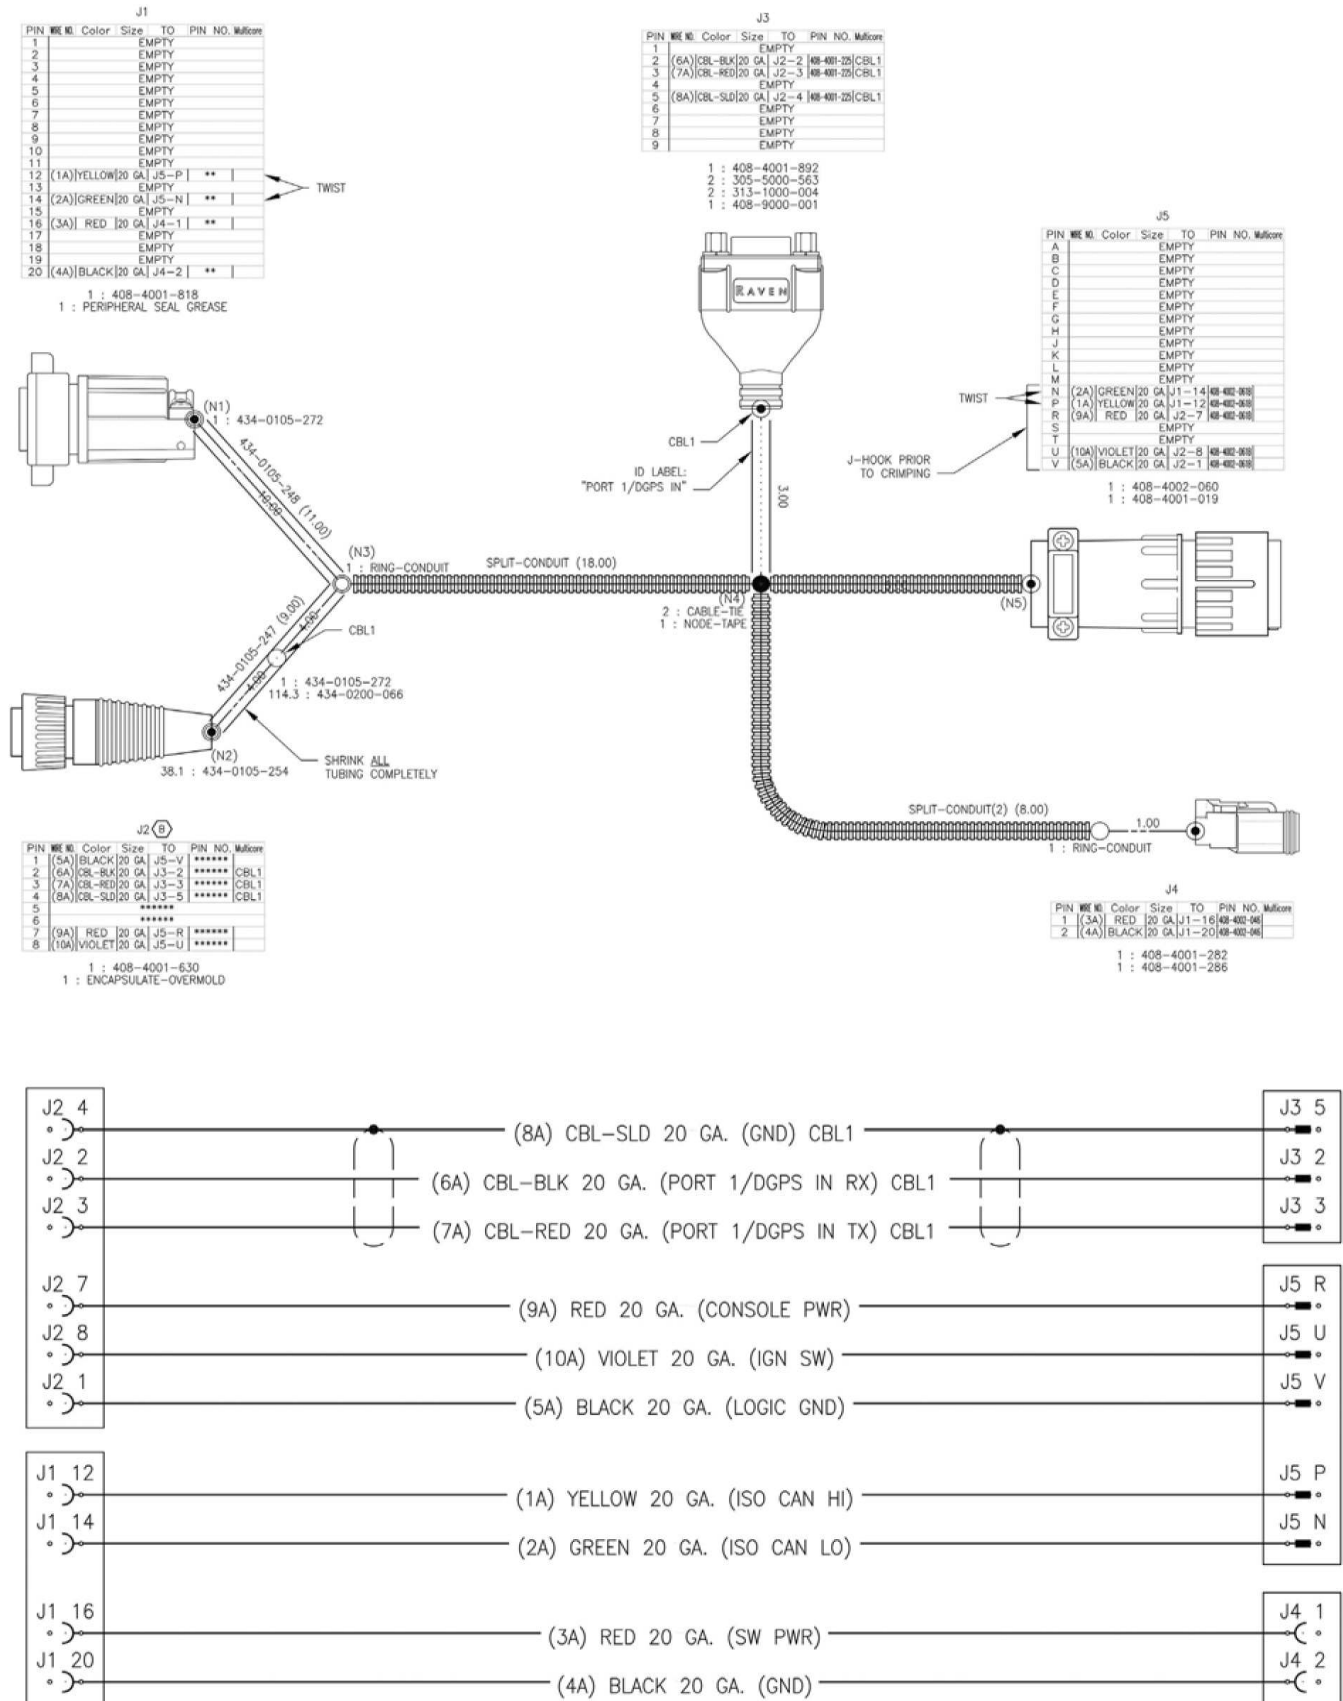 J1
PIN WIRE NO. Color Size TO PIN NO. Multicore
1 EMPTY
2 EMPTY
3 EMPTY
4 EMPTY
5 EMPTY
6 EMPTY
7 EMPTY
8 EMPTY
9 EMPTY
10 EMPTY
11 EMPTY
12 (1A) YELLOW 20 GA. J5-P **
13 EMPTY
14 (2A) GREEN 20 GA. J5-N **
15 EMPTY
16 (3A) RED 20 GA. J4-1 **
17 EMPTY
18 EMPTY
19 EMPTY
20 (4A) BLACK 20 GA. J4-2 **
TWIST
1 : 408-4001-818
1 : PERIPHERAL SEAL GREASE
J3
PIN WIRE NO. Color Size TO PIN NO. Multicore
1 EMPTY
2 (6A) CBL-BLK 20 GA. J2-2 408-4001-225 CBL1
3 (7A) CBL-RED 20 GA. J2-3 408-4001-225 CBL1
4 EMPTY
5 (8A) CBL-SLD 20 GA. J2-4 408-4001-225 CBL1
6 EMPTY
7 EMPTY
8 EMPTY
9 EMPTY
1 : 408-4001-892
2 : 305-5000-563
2 : 313-1000-004
1 : 408-9000-001
J5
PIN WIRE NO. Color Size TO PIN NO. Multicore
A EMPTY
B EMPTY
C EMPTY
D EMPTY
E EMPTY
F EMPTY
G EMPTY
H EMPTY
J EMPTY
K EMPTY
L EMPTY
M EMPTY
N (2A) GREEN 20 GA. J1-14
P (1A) YELLOW 20 GA. J1-12
R (9A) RED 20 GA. J2-7
S EMPTY
T EMPTY
U (10A) VIOLET 20 GA. J2-8
V (5A) BLACK 20 GA. J2-1
TWIST
J-HOOK PRIOR
TO CRIMPING
1 : 408-4002-060
1 : 408-4001-019
RAVEN
(N1)
1 : 434-0105-272
434-0105-248 (11.00)
10.00
CBL1
ID LABEL:
"PORT 1/DGPS IN"
3.00
(N3)
1 : RING-CONDUIT
SPLIT-CONDUIT (18.00)
(N4)
2 : CABLE-TIE
1 : NODE-TAPE
(N5)
434-0105-247 (9.00)
4.00
CBL1
4.00
1 : 434-0105-272
114.3 : 434-0200-066
(N2)
38.1 : 434-0105-254
SHRINK ALL
TUBING COMPLETELY
SPLIT-CONDUIT(2) (8.00)
1.00
1 : RING-CONDUIT
J2 B
PIN WIRE NO. Color Size TO PIN NO. Multicore
1 (5A) BLACK 20 GA. J5-V ******
2 (6A) CBL-BLK 20 GA. J3-2 ****** CBL1
3 (7A) CBL-RED 20 GA. J3-3 ****** CBL1
4 (8A) CBL-SLD 20 GA. J3-5 ****** CBL1
5 ******
6 ******
7 (9A) RED 20 GA. J5-R ******
8 (10A) VIOLET 20 GA. J5-U ******
1 : 408-4001-630
1 : ENCAPSULATE-OVERMOLD
J4
PIN WIRE NO. Color Size TO PIN NO. Multicore
1 (3A) RED 20 GA. J1-16 408-4002-046
2 (4A) BLACK 20 GA. J1-20 408-4002-046
1 : 408-4001-282
1 : 408-4001-286
J2 4 (8A) CBL-SLD 20 GA. (GND) CBL1 J3 5
J2 2 (6A) CBL-BLK 20 GA. (PORT 1/DGPS IN RX) CBL1 J3 2
J2 3 (7A) CBL-RED 20 GA. (PORT 1/DGPS IN TX) CBL1 J3 3
J2 7 (9A) RED 20 GA. (CONSOLE PWR) J5 R
J2 8 (10A) VIOLET 20 GA. (IGN SW) J5 U
J2 1 (5A) BLACK 20 GA. (LOGIC GND) J5 V
J1 12 (1A) YELLOW 20 GA. (ISO CAN HI) J5 P
J1 14 (2A) GREEN 20 GA. (ISO CAN LO) J5 N
J1 16 (3A) RED 20 GA. (SW PWR) J4 1
J1 20 (4A) BLACK 20 GA. (GND) J4 2